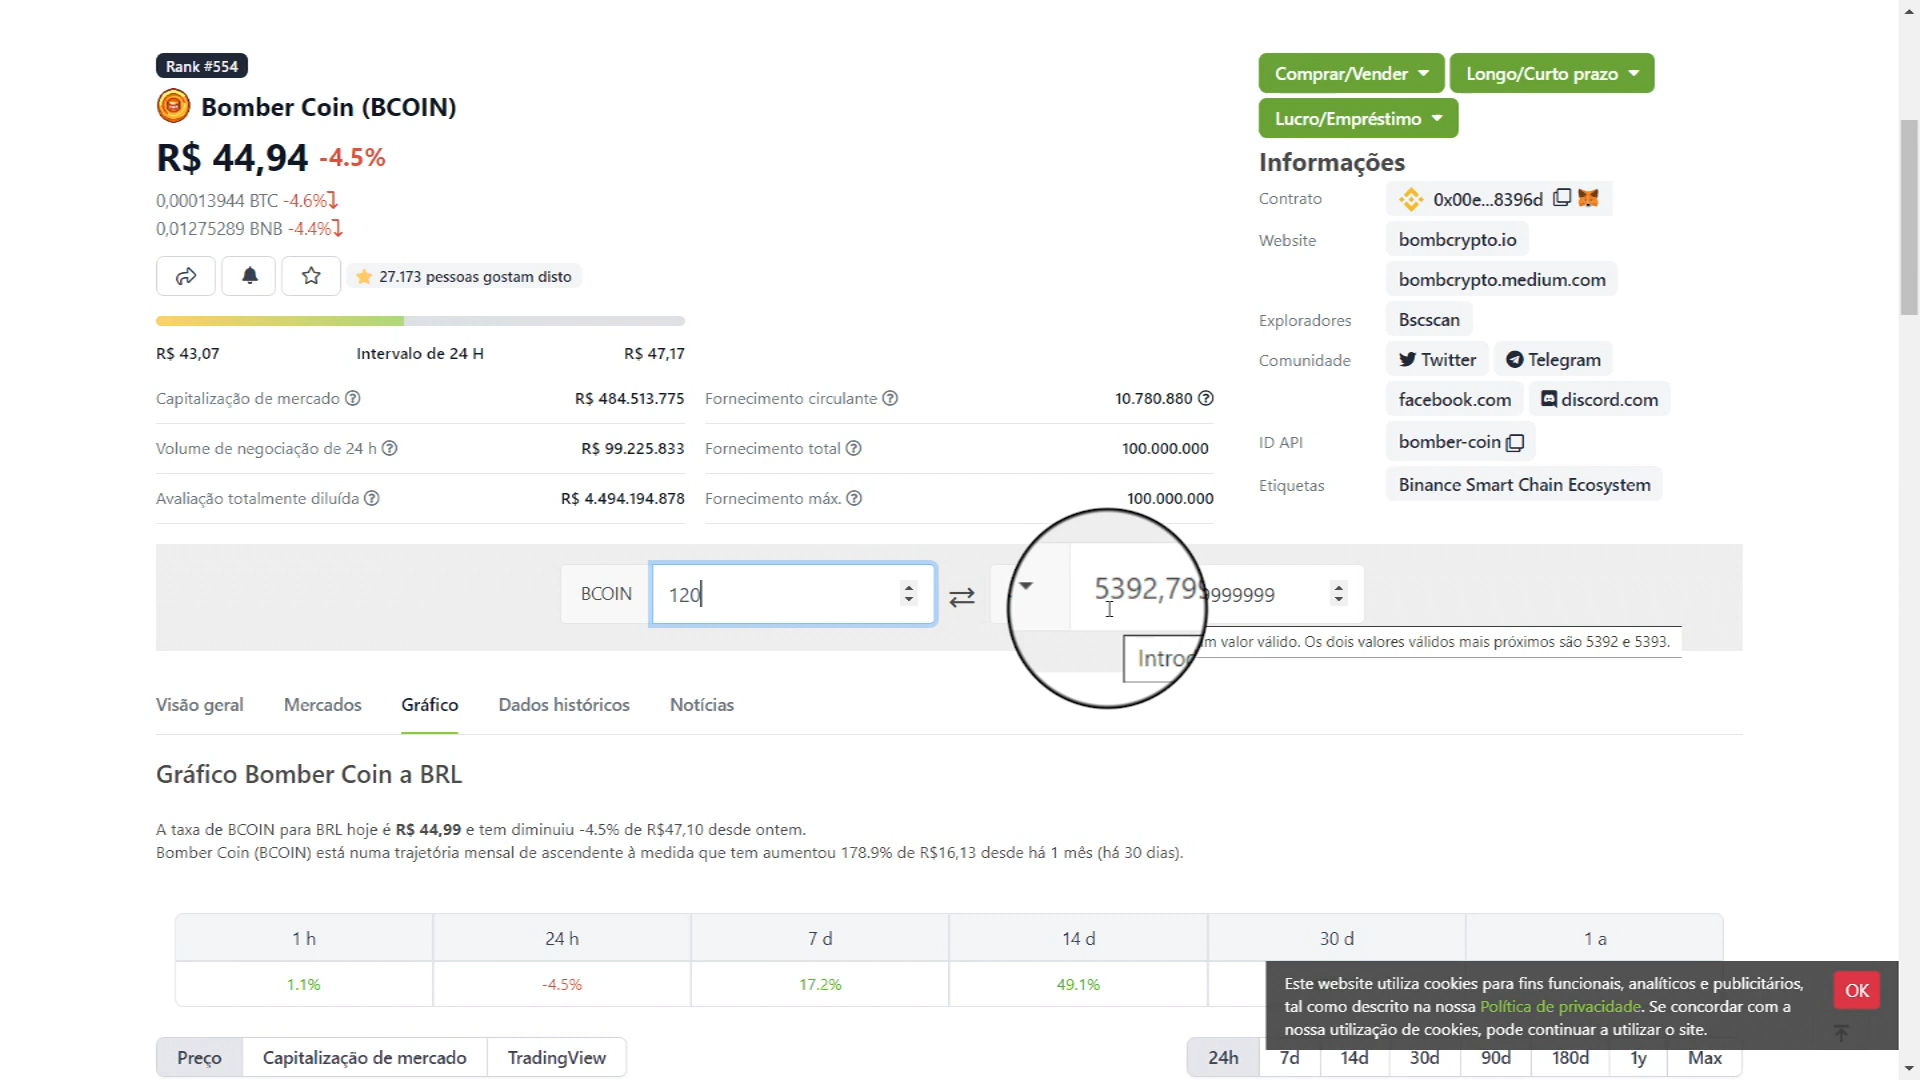 Rank #554
Bomber Coin (BCOIN)
R$ 44,94 -4.5%
0,00013944 BTC -4.6%
0,01275289 BNB -4.4%
27.173 pessoas gostam disto
R$ 43,07 Intervalo de 24 H R$ 47,17
Capitalização de mercado R$ 484.513.775
Volume de negociação de 24 h R$ 99.225.833
Avaliação totalmente diluída R$ 4.494.194.878
Fornecimento circulante 10.780.880
Fornecimento total 100.000.000
Fornecimento máx. 100.000.000
Comprar/Vender Longo/Curto prazo
Lucro/Empréstimo
Informações
Contrato 0x00e...8396d
Website bombcrypto.io
bombcrypto.medium.com
Exploradores Bscscan
Comunidade Twitter Telegram
facebook.com discord.com
ID API bomber-coin
Etiquetas Binance Smart Chain Ecosystem
BCOIN 120 5392,799999999
valor válido. Os dois valores válidos mais próximos são 5392 e 5393.
Visão geral Mercados Gráfico Dados históricos Notícias
Gráfico Bomber Coin a BRL
A taxa de BCOIN para BRL hoje é R$ 44,99 e tem diminuiu -4.5% de R$47,10 desde ontem.
Bomber Coin (BCOIN) está numa trajetória mensal de ascendente à medida que tem aumentou 178.9% de R$16,13 desde há 1 mês (há 30 dias).
1 h 24 h 7 d 14 d 30 d 1 a
1.1% -4.5% 17.2% 49.1%
Este website utiliza cookies para fins funcionais, analíticos e publicitários,
tal como descrito na nossa Política de privacidade. Se concordar com a
nossa utilização de cookies, pode continuar a utilizar o site.
OK
Preço Capitalização de mercado TradingView
24h 7d 14d 30d 90d 180d 1y Max